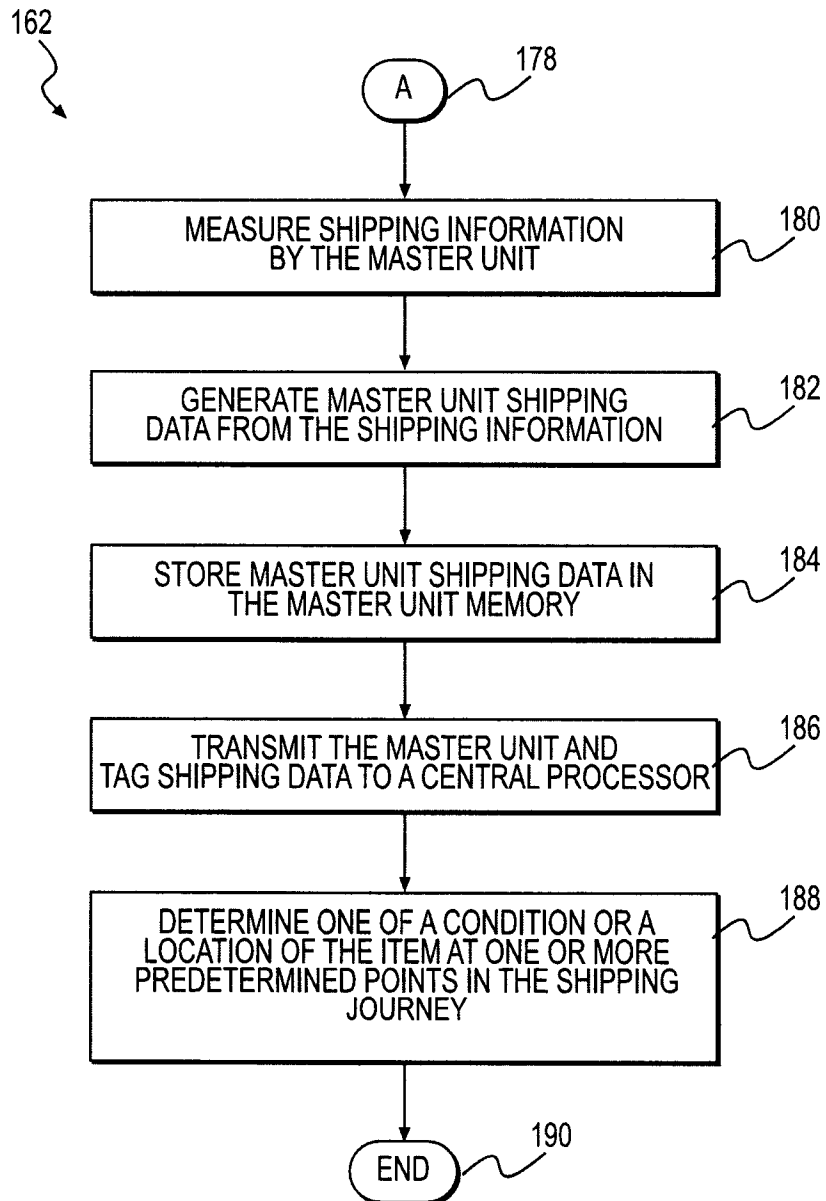 162
A
178
MEASURE SHIPPING INFORMATION
BY THE MASTER UNIT
180
GENERATE MASTER UNIT SHIPPING
DATA FROM THE SHIPPING INFORMATION
182
STORE MASTER UNIT SHIPPING DATA IN
THE MASTER UNIT MEMORY
184
TRANSMIT THE MASTER UNIT AND
TAG SHIPPING DATA TO A CENTRAL PROCESSOR
186
DETERMINE ONE OF A CONDITION OR A
LOCATION OF THE ITEM AT ONE OR MORE
PREDETERMINED POINTS IN THE SHIPPING
JOURNEY
188
END
190